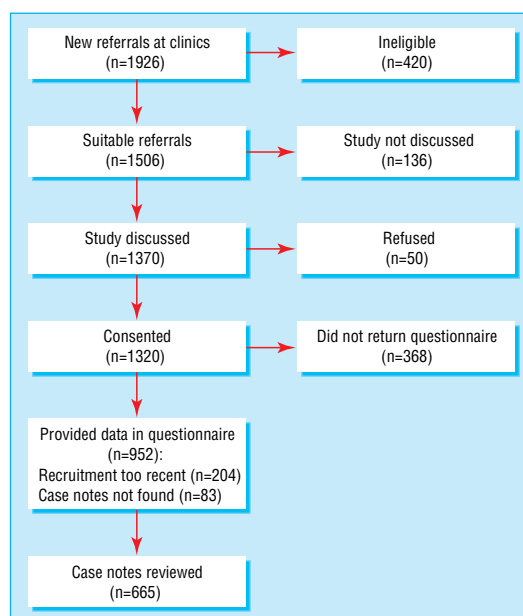 New referrals at clinics
(n=1926)
Ineligible
(n=420)
Suitable referrals
(n=1506)
Study not discussed
(n=136)
Study discussed
(n=1370)
Refused
(n=50)
Consented
(n=1320)
Did not return questionnaire
(n=368)
Provided data in questionnaire
(n=952):
Recruitment too recent (n=204)
Case notes not found (n=83)
Case notes reviewed
(n=665)